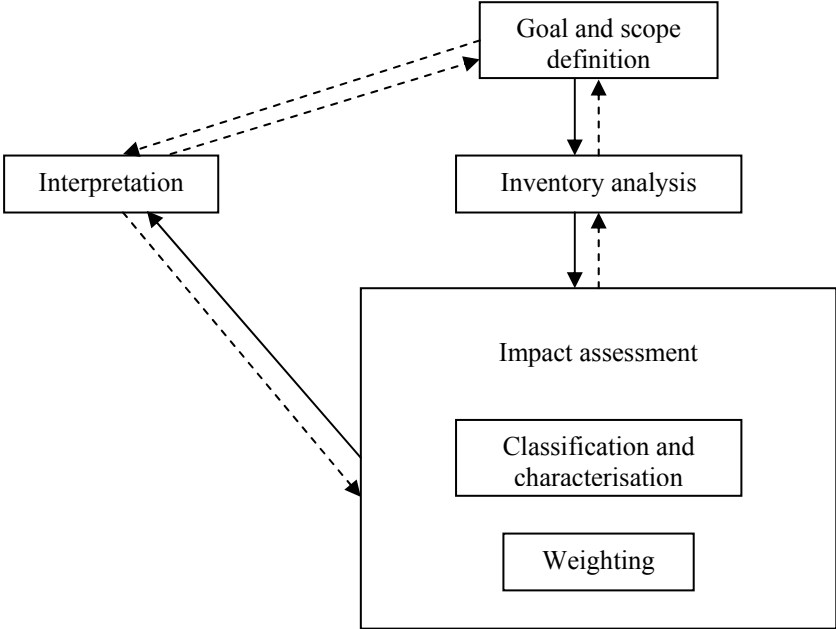 Goal and scope
definition
Interpretation
Inventory analysis
Impact assessment
Classification and
characterisation
Weighting